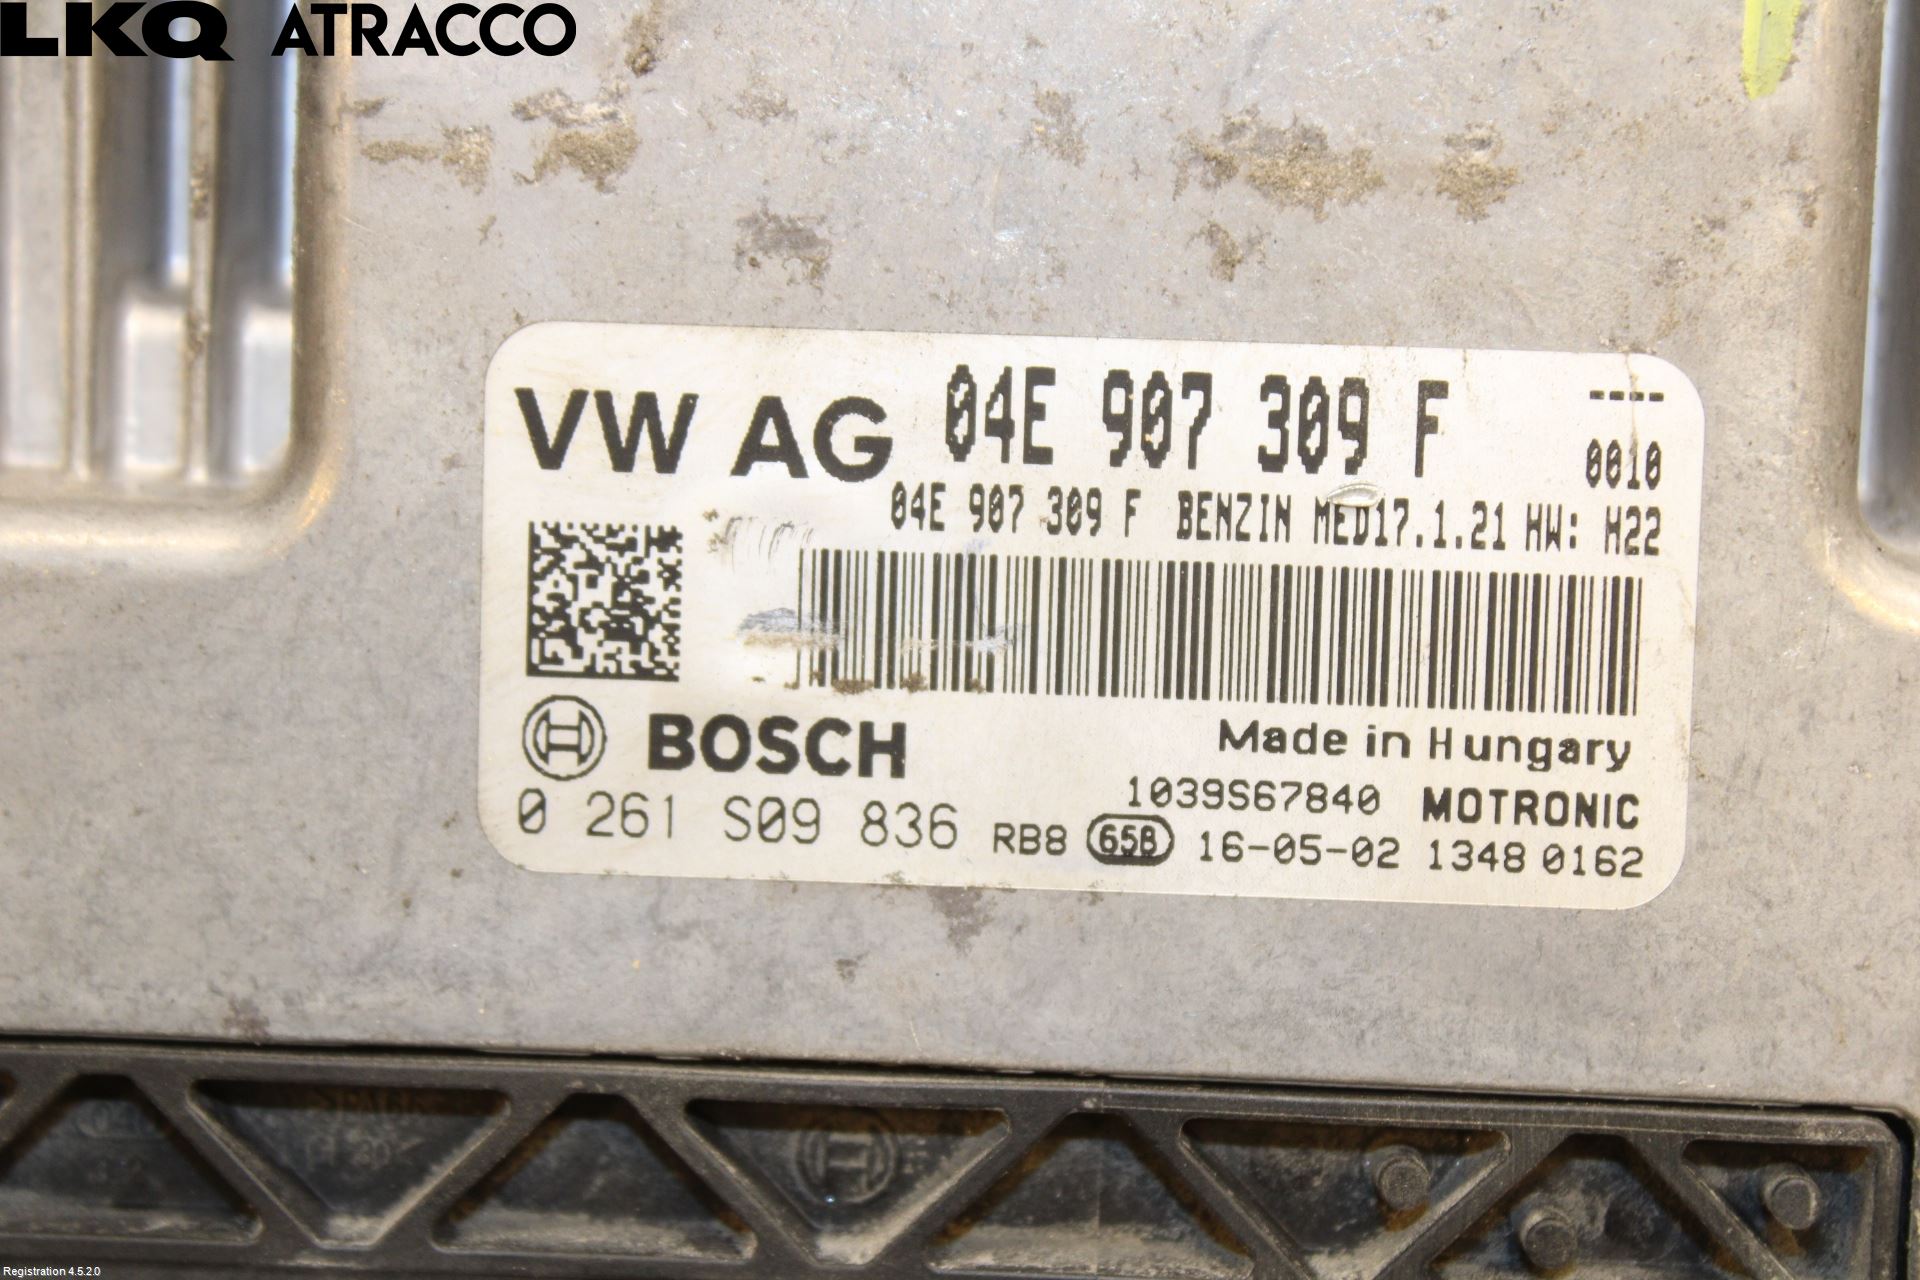 LKQ ATRACCO
VW AG 04E 907 309 F ----
0010
04E 907 309 F BENZIN MED17.1.21 HW: H22
BOSCH Made in Hungary
1039S67840 MOTRONIC
0 261 S09 836 RB8 65B 16-05-02 1348 0162
Registration 4.5.2.0